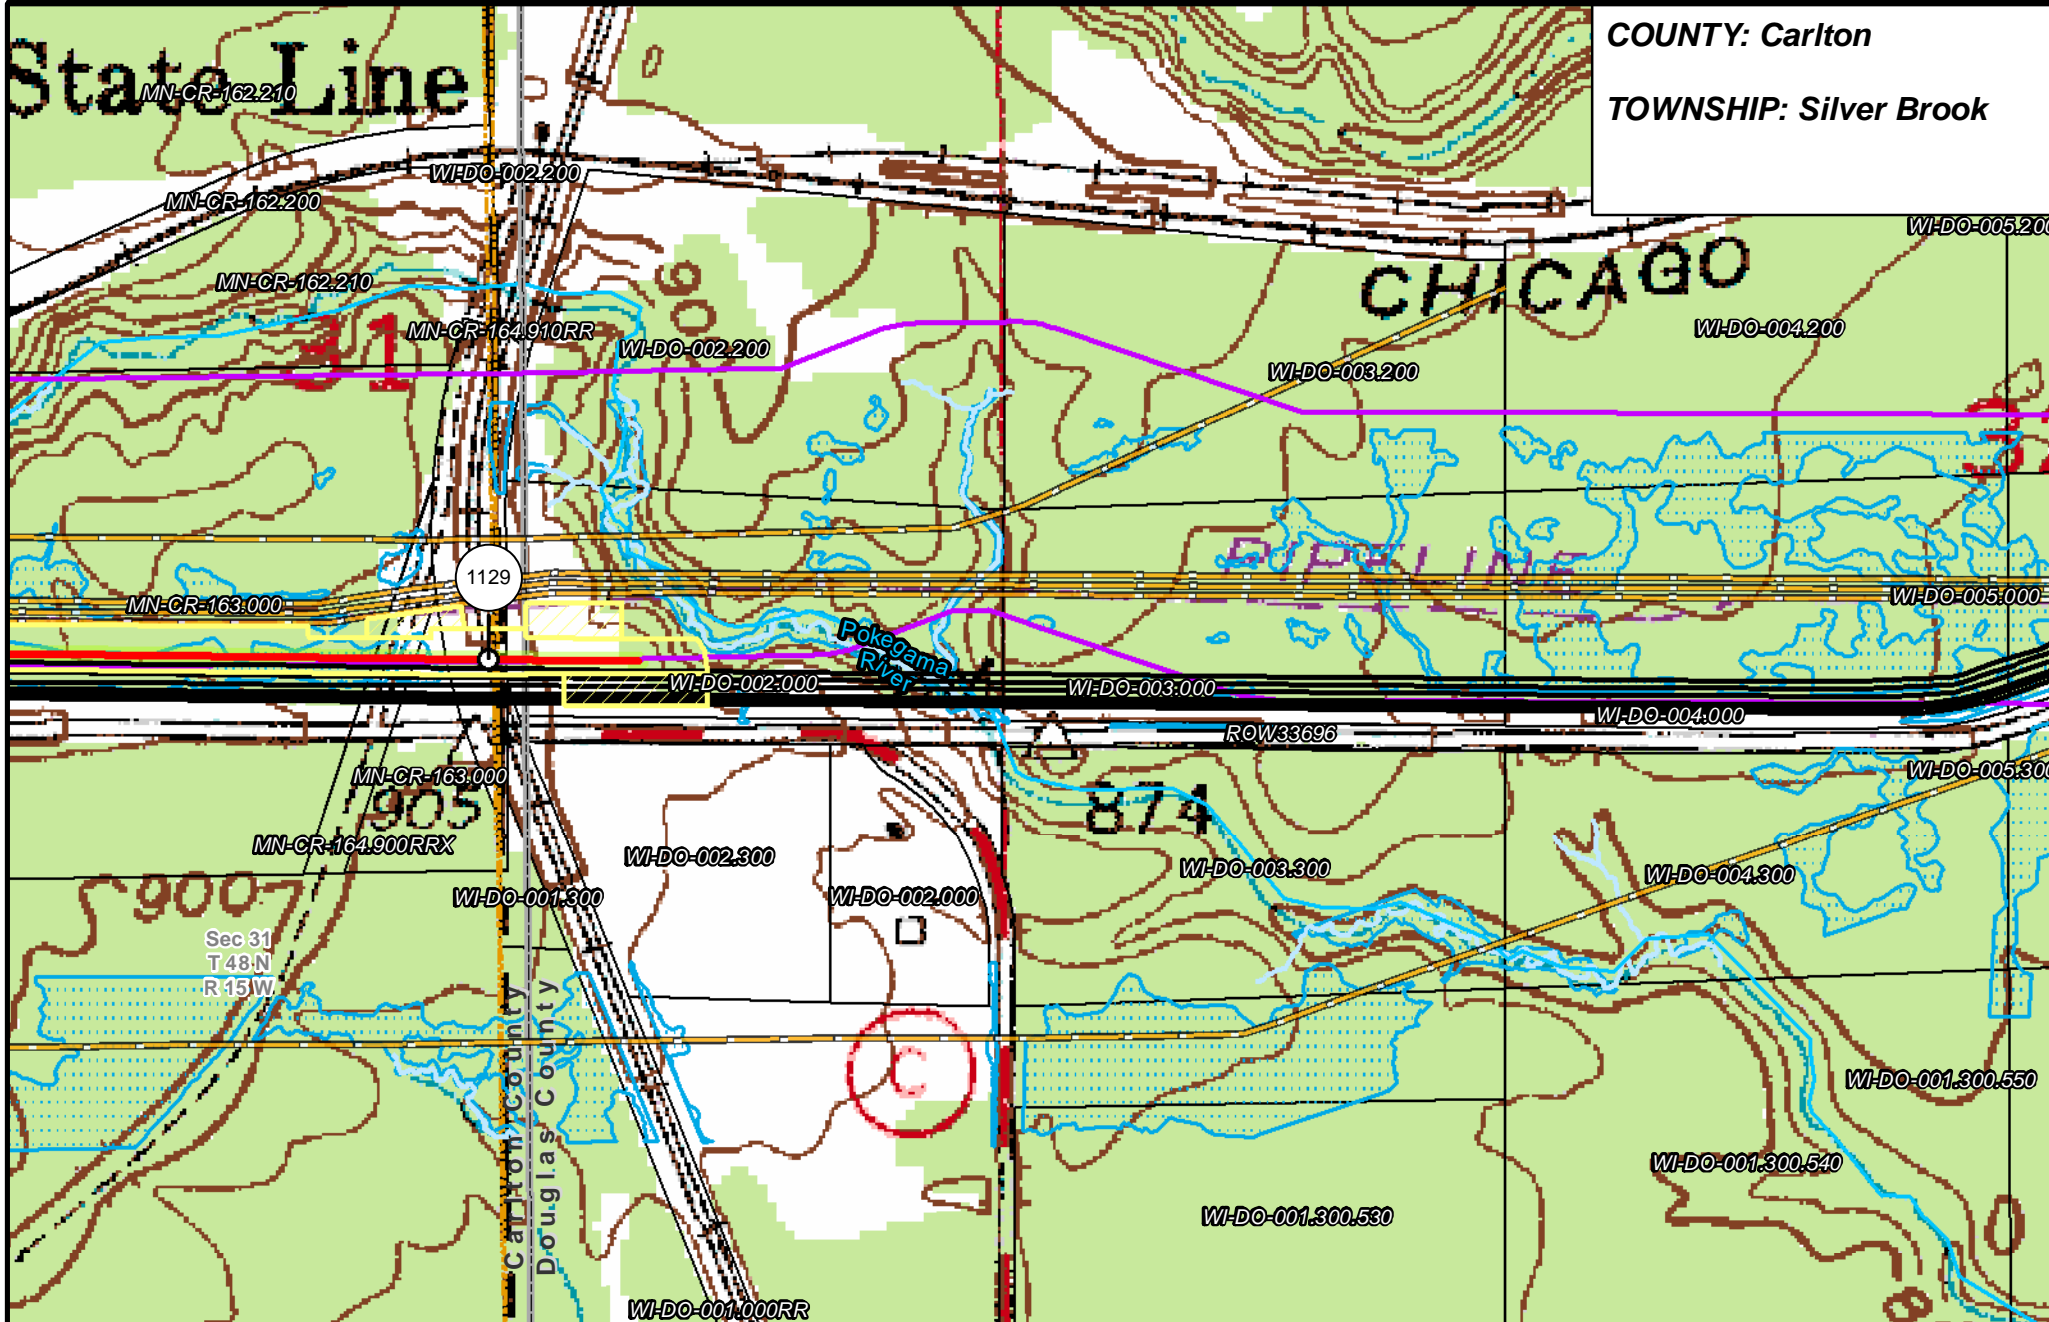 COUNTY: Carlton
TOWNSHIP: Silver Brook
State Line
MN-CR-162.210
WI-DO-002.200
MN-CR-162.200
WI-DO-005.200
CHICAGO
MN-CR-162.210
MN-CR-164.910RR
31
WI-DO-002.200
900
WI-DO-004.200
WI-DO-003.200
PIPELINE
1129
MN-CR-163.000
WI-DO-005.000
Pokegama
River
WI-DO-002.000
WI-DO-003.000
WI-DO-004.000
ROW33696
MN-CR-163.000
WI-DO-005.300
905
874
MN-CR-164.900RRX
WI-DO-002.300
WI-DO-003.300
WI-DO-004.300
900
WI-DO-001.300
WI-DO-002.000
Sec 31
T 48 N
R 15 W
Carlton County
Douglas County
C
WI-DO-001.300.550
WI-DO-001.300.540
WI-DO-001.300.530
WI-DO-001.000RR